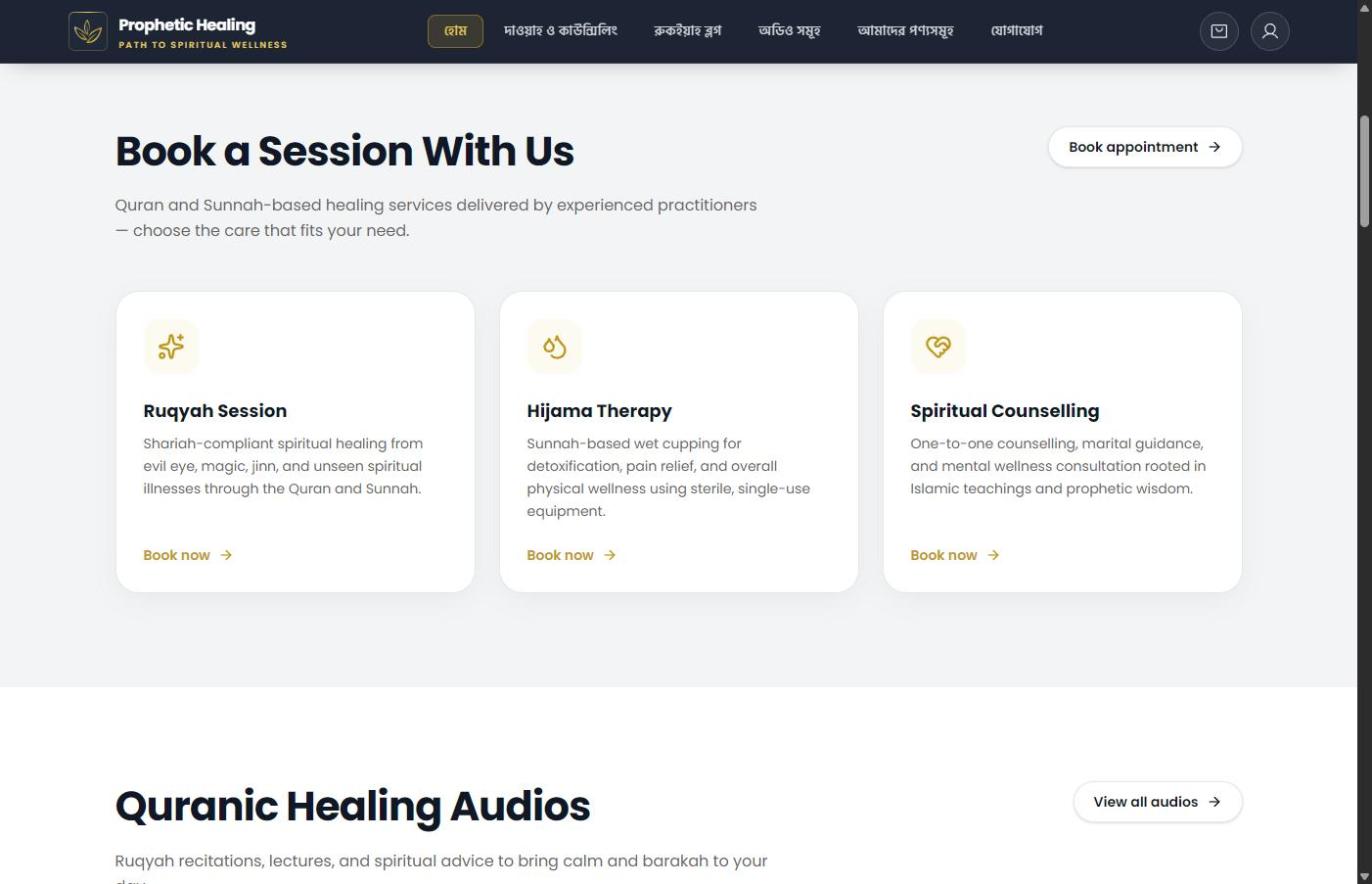 Prophetic Healing
PATH TO SPIRITUAL WELLNESS
হোম
দাওয়াহ ও কাউন্সিলিং
রুকইয়াহ ব্লগ
অডিও সমূহ
আমাদের পণ্যসমূহ
যোগাযোগ
Book a Session With Us
Book appointment
Quran and Sunnah-based healing services delivered by experienced practitioners
— choose the care that fits your need.
Ruqyah Session
Shariah-compliant spiritual healing from
evil eye, magic, jinn, and unseen spiritual
illnesses through the Quran and Sunnah.
Book now
Hijama Therapy
Sunnah-based wet cupping for
detoxification, pain relief, and overall
physical wellness using sterile, single-use
equipment.
Book now
Spiritual Counselling
One-to-one counselling, marital guidance,
and mental wellness consultation rooted in
Islamic teachings and prophetic wisdom.
Book now
Quranic Healing Audios
View all audios
Ruqyah recitations, lectures, and spiritual advice to bring calm and barakah to your